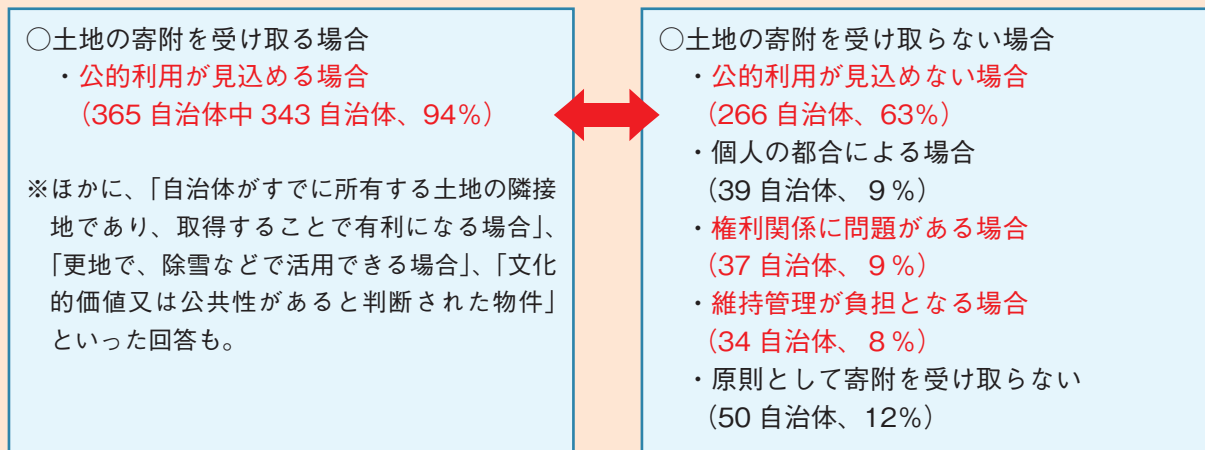 ○土地の寄附を受け取る場合
・公的利用が見込める場合
（365 自治体中 343 自治体、94%）
※ほかに、「自治体がすでに所有する土地の隣接
地であり、取得することで有利になる場合」、
「更地で、除雪などで活用できる場合」、「文化
的価値又は公共性があると判断された物件」
といった回答も。
○土地の寄附を受け取らない場合
・公的利用が見込めない場合
（266 自治体、63%）
・個人の都合による場合
（39 自治体、9％）
・権利関係に問題がある場合
（37 自治体、9％）
・維持管理が負担となる場合
（34 自治体、8％）
・原則として寄附を受け取らない
（50 自治体、12%）